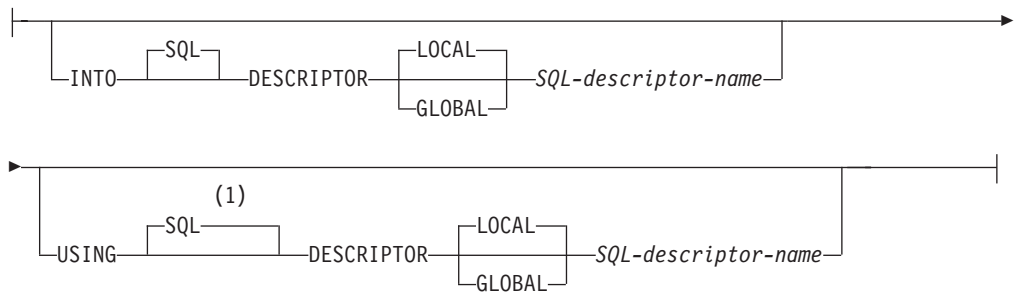 SQL LOCAL
INTO DESCRIPTOR SQL-descriptor-name
GLOBAL
(1)
SQL LOCAL
USING DESCRIPTOR SQL-descriptor-name
GLOBAL